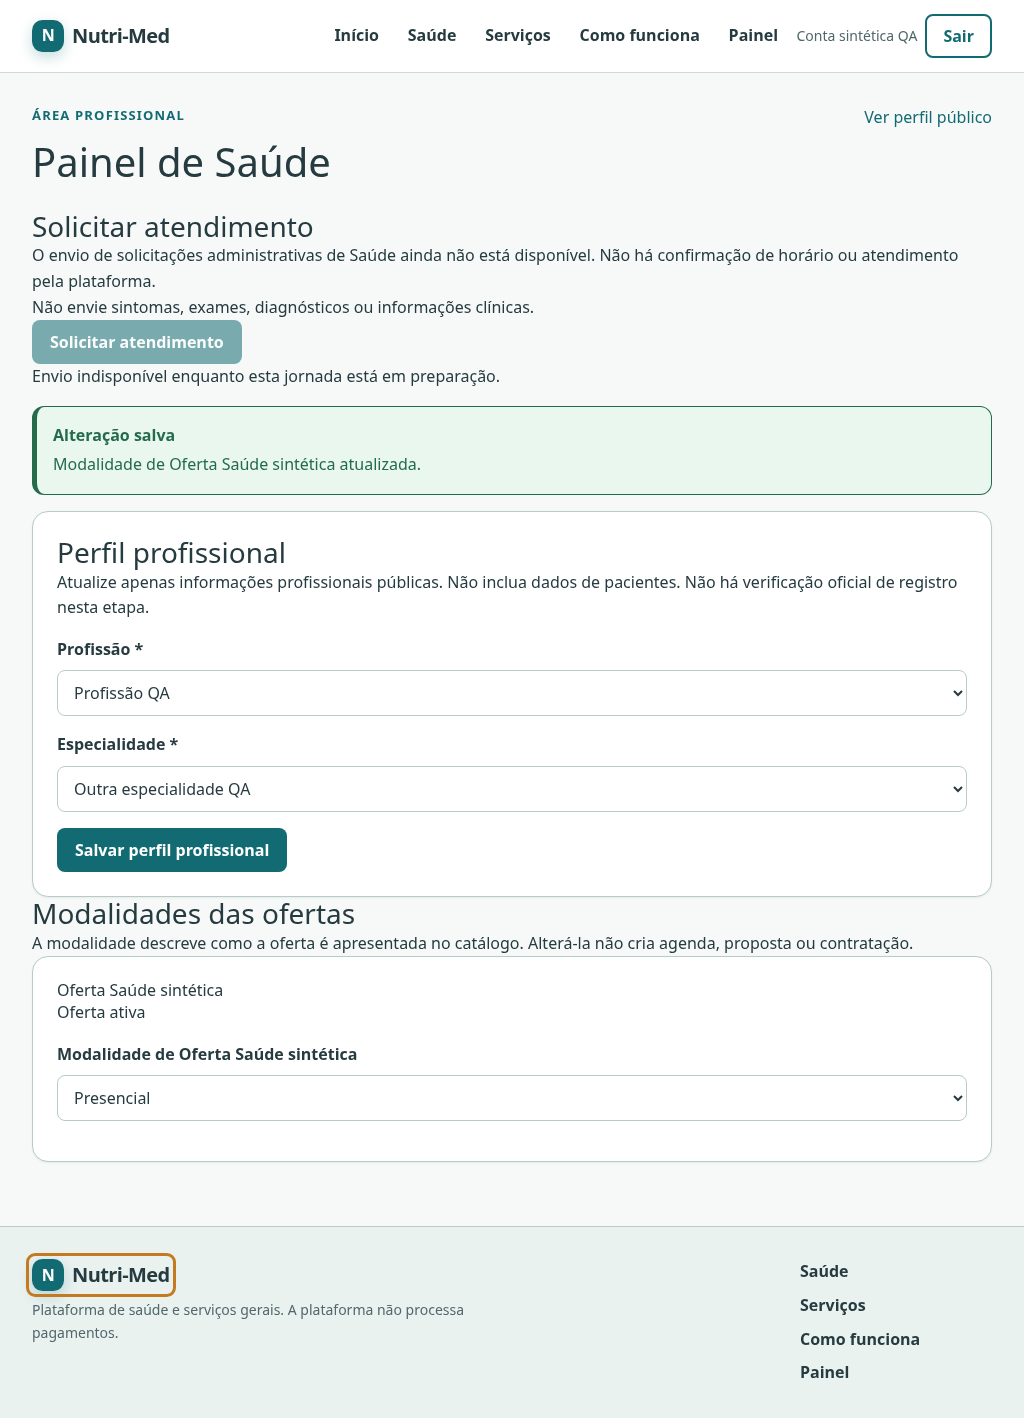 N Nutri-Med
Início Saúde Serviços Como funciona Painel Conta sintética QA Sair
ÁREA PROFISSIONAL
Ver perfil público
Painel de Saúde
Solicitar atendimento
O envio de solicitações administrativas de Saúde ainda não está disponível. Não há confirmação de horário ou atendimento
pela plataforma.
Não envie sintomas, exames, diagnósticos ou informações clínicas.
Solicitar atendimento
Envio indisponível enquanto esta jornada está em preparação.
Alteração salva
Modalidade de Oferta Saúde sintética atualizada.
Perfil profissional
Atualize apenas informações profissionais públicas. Não inclua dados de pacientes. Não há verificação oficial de registro
nesta etapa.
Profissão *
Profissão QA
Especialidade *
Outra especialidade QA
Salvar perfil profissional
Modalidades das ofertas
A modalidade descreve como a oferta é apresentada no catálogo. Alterá-la não cria agenda, proposta ou contratação.
Oferta Saúde sintética
Oferta ativa
Modalidade de Oferta Saúde sintética
Presencial
N Nutri-Med
Plataforma de saúde e serviços gerais. A plataforma não processa
pagamentos.
Saúde
Serviços
Como funciona
Painel